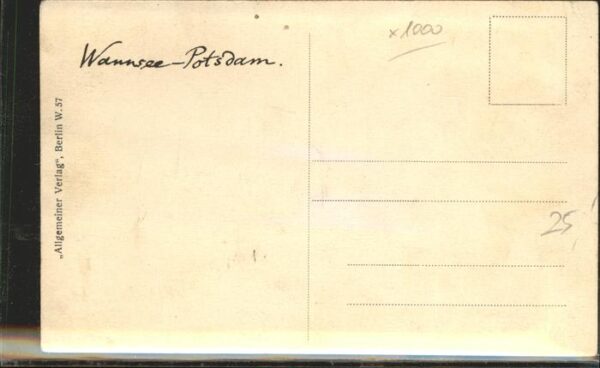 Wannsee-Potsdam.
x1000
„Allgemeiner Verlag“, Berlin W. 57
25